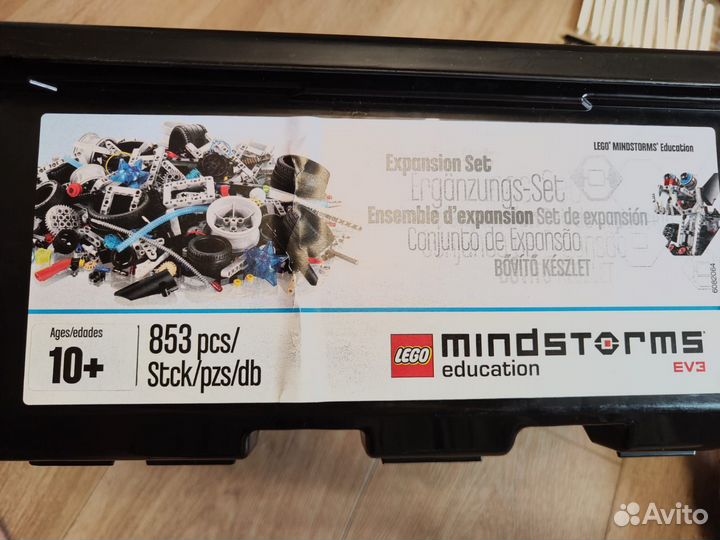 LEGO® MINDSTORMS® Education
Expansion Set
Ergänzungs-Set
Ensemble d'expansion Set de expansión
Conjunto de Expansão
BŐVÍTŐ KÉSZLET
6082064
Ages/edades
10+
853 pcs/
Stck/pzs/db
LEGO
mindstorms
education
EV3
Avito